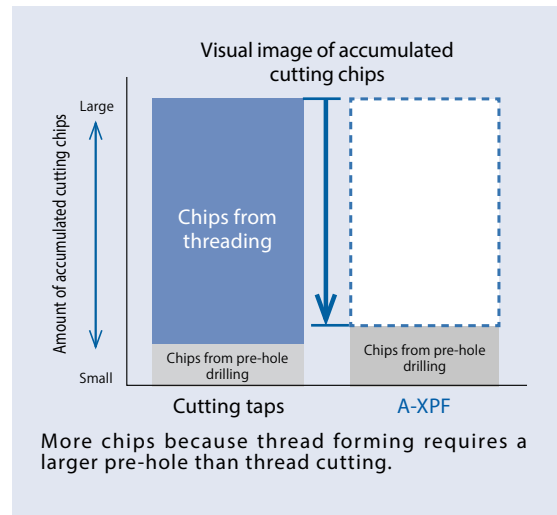 Visual image of accumulated
cutting chips
Large
Amount of accumulated cutting chips
Small
Chips from
threading
Chips from pre-hole
drilling
Chips from pre-hole
drilling
Cutting taps
A-XPF
More chips because thread forming requires a
larger pre-hole than thread cutting.